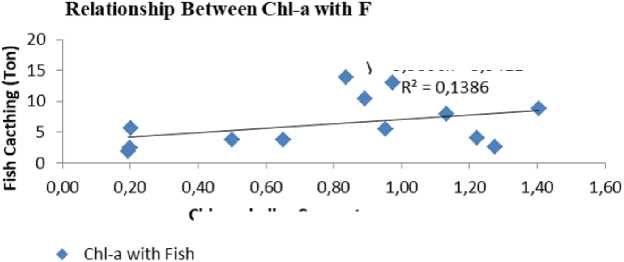 Relationship Between Chl-a with F
Fish Cacthing (Ton)
20
15
10
5
0
R² = 0,1386
0,00 0,20 0,40 0,60 0,80 1,00 1,20 1,40 1,60
Chl-a with Fish